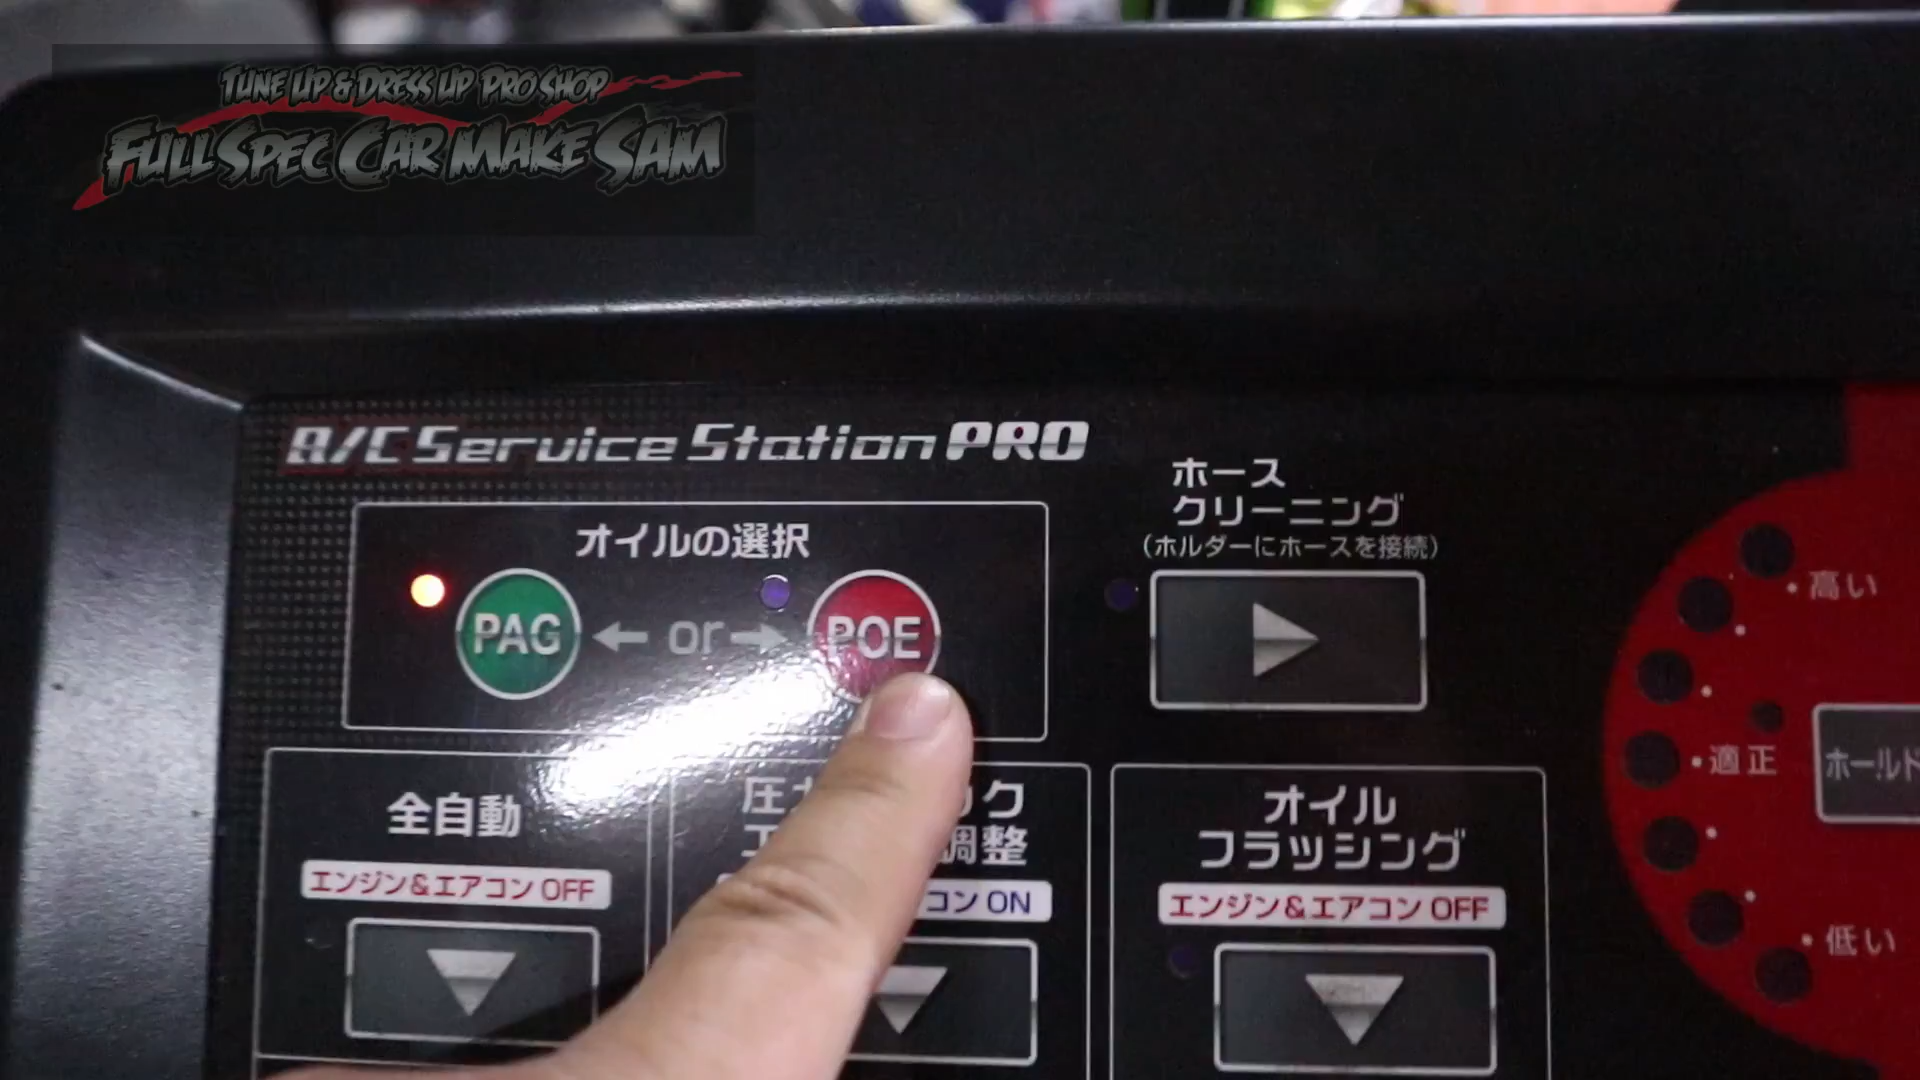 TUNE UP & DRESS UP PRO SHOP
FULL SPEC CAR MAKE SAM
A/C Service Station PRO
オイルの選択
PAG ← or → POE
ホース
クリーニング
(ホルダーにホースを接続)
高い
適正
低い
ホールド
全自動
エンジン&エアコン OFF
ック
調整
コン ON
オイル
フラッシング
エンジン&エアコン OFF